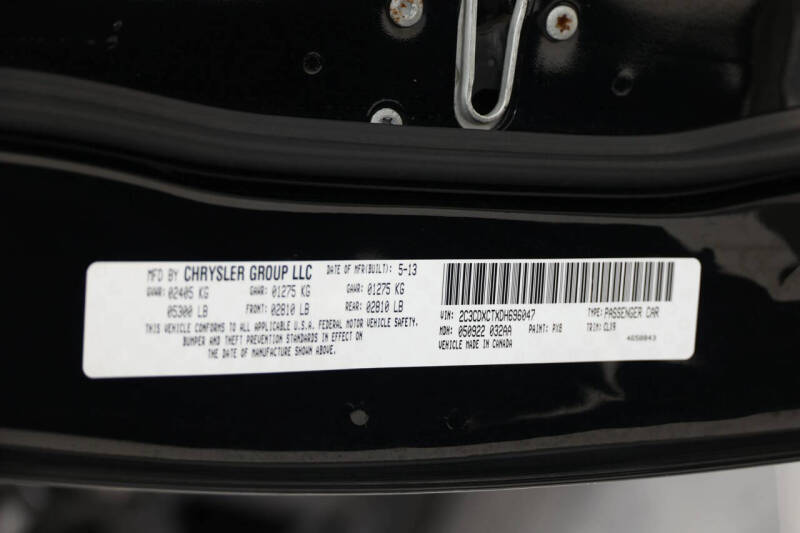 MFD BY CHRYSLER GROUP LLC DATE OF MFR(BUILT): 5-13
GVWR: 02405 KG GAWR: 01275 KG GAWR: 01275 KG
05300 LB FRONT: 02810 LB REAR: 02810 LB
THIS VEHICLE CONFORMS TO ALL APPLICABLE U.S.A. FEDERAL MOTOR VEHICLE SAFETY,
BUMPER AND THEFT PREVENTION STANDARDS IN EFFECT ON
THE DATE OF MANUFACTURE SHOWN ABOVE.
VIN: 2C3CDXCTXDH696047 TYPE: PASSENGER CAR
MDH: 050922 032AA PAINT: PX8 TRIM: CLX9
VEHICLE MADE IN CANADA 4658843